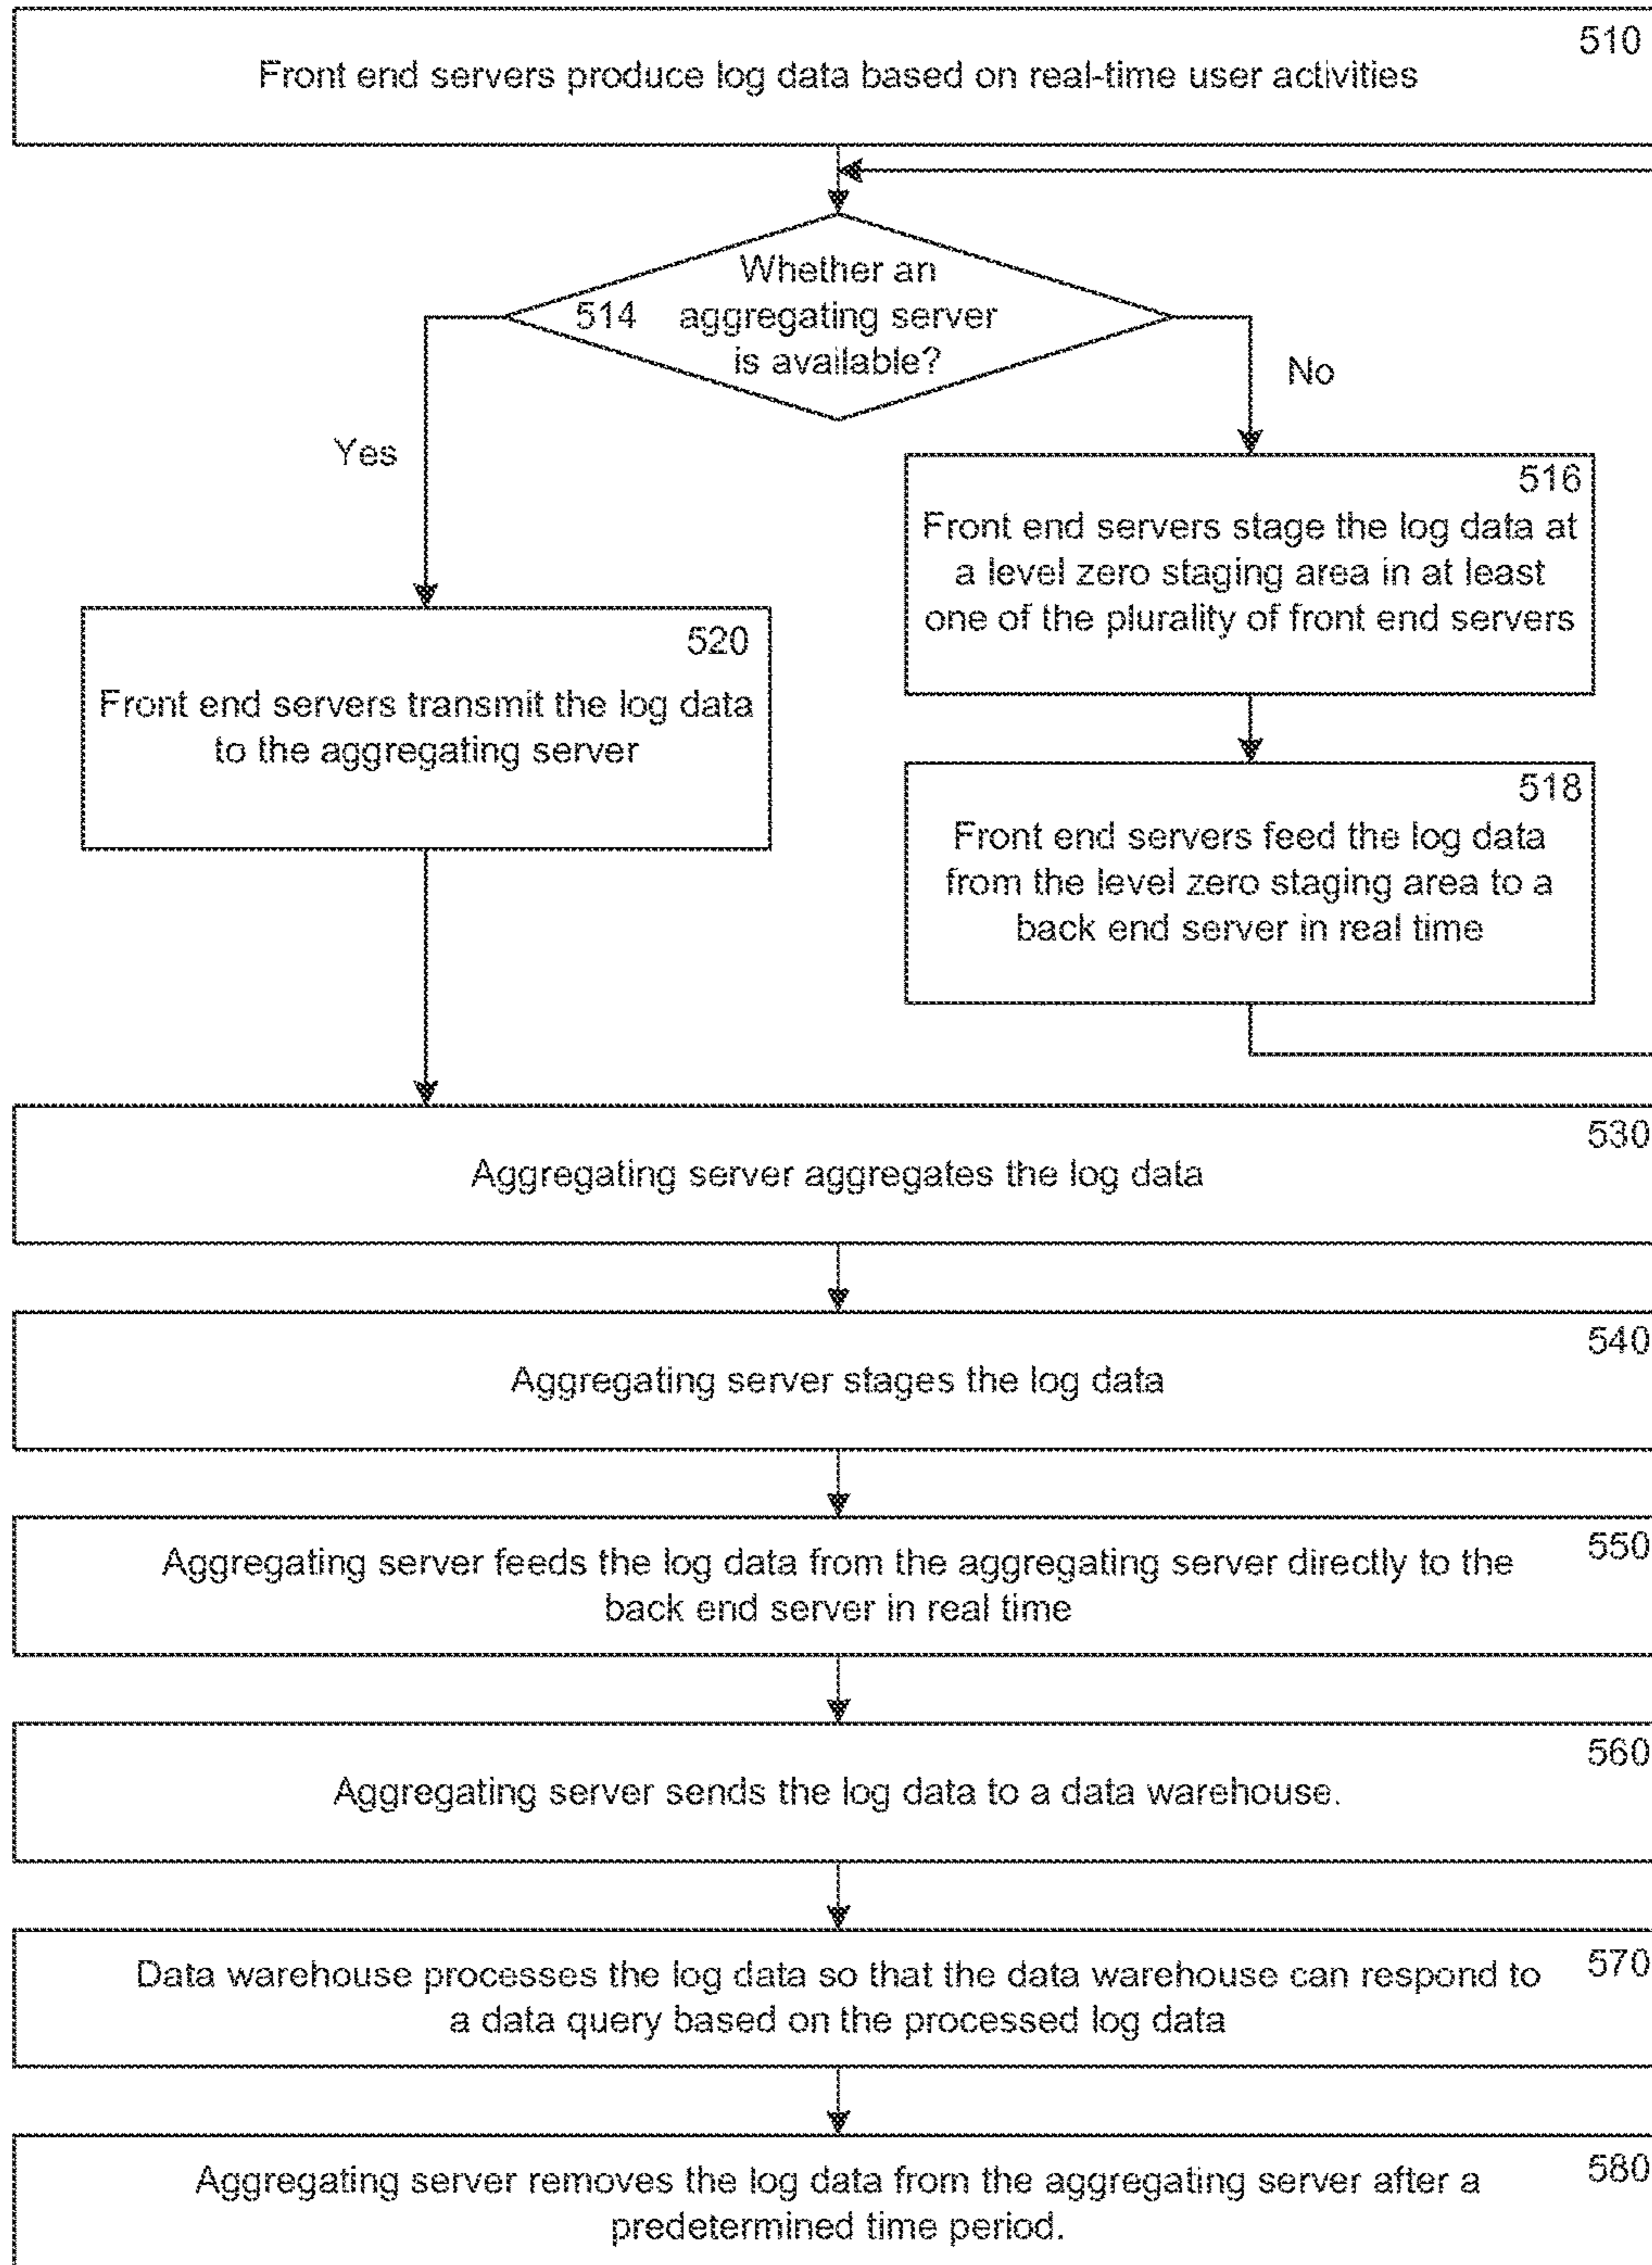 510
Front end servers produce log data based on real-time user activities
Whether an
514 aggregating server
is available?
No
Yes
516
Front end servers stage the log data at
a level zero staging area in at least
one of the plurality of front end servers
520
Front end servers transmit the log data
to the aggregating server
518
Front end servers feed the log data
from the level zero staging area to a
back end server in real time
530
Aggregating server aggregates the log data
540
Aggregating server stages the log data
550
Aggregating server feeds the log data from the aggregating server directly to the
back end server in real time
560
Aggregating server sends the log data to a data warehouse.
570
Data warehouse processes the log data so that the data warehouse can respond to
a data query based on the processed log data
580
Aggregating server removes the log data from the aggregating server after a
predetermined time period.